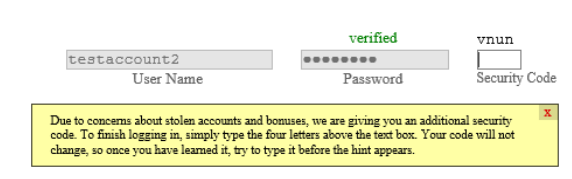 verified vnun
testaccount2 ●●●●●●●●
User Name Password Security Code
x
Due to concerns about stolen accounts and bonuses, we are giving you an additional security
code. To finish logging in, simply type the four letters above the text box. Your code will not
change, so once you have learned it, try to type it before the hint appears.